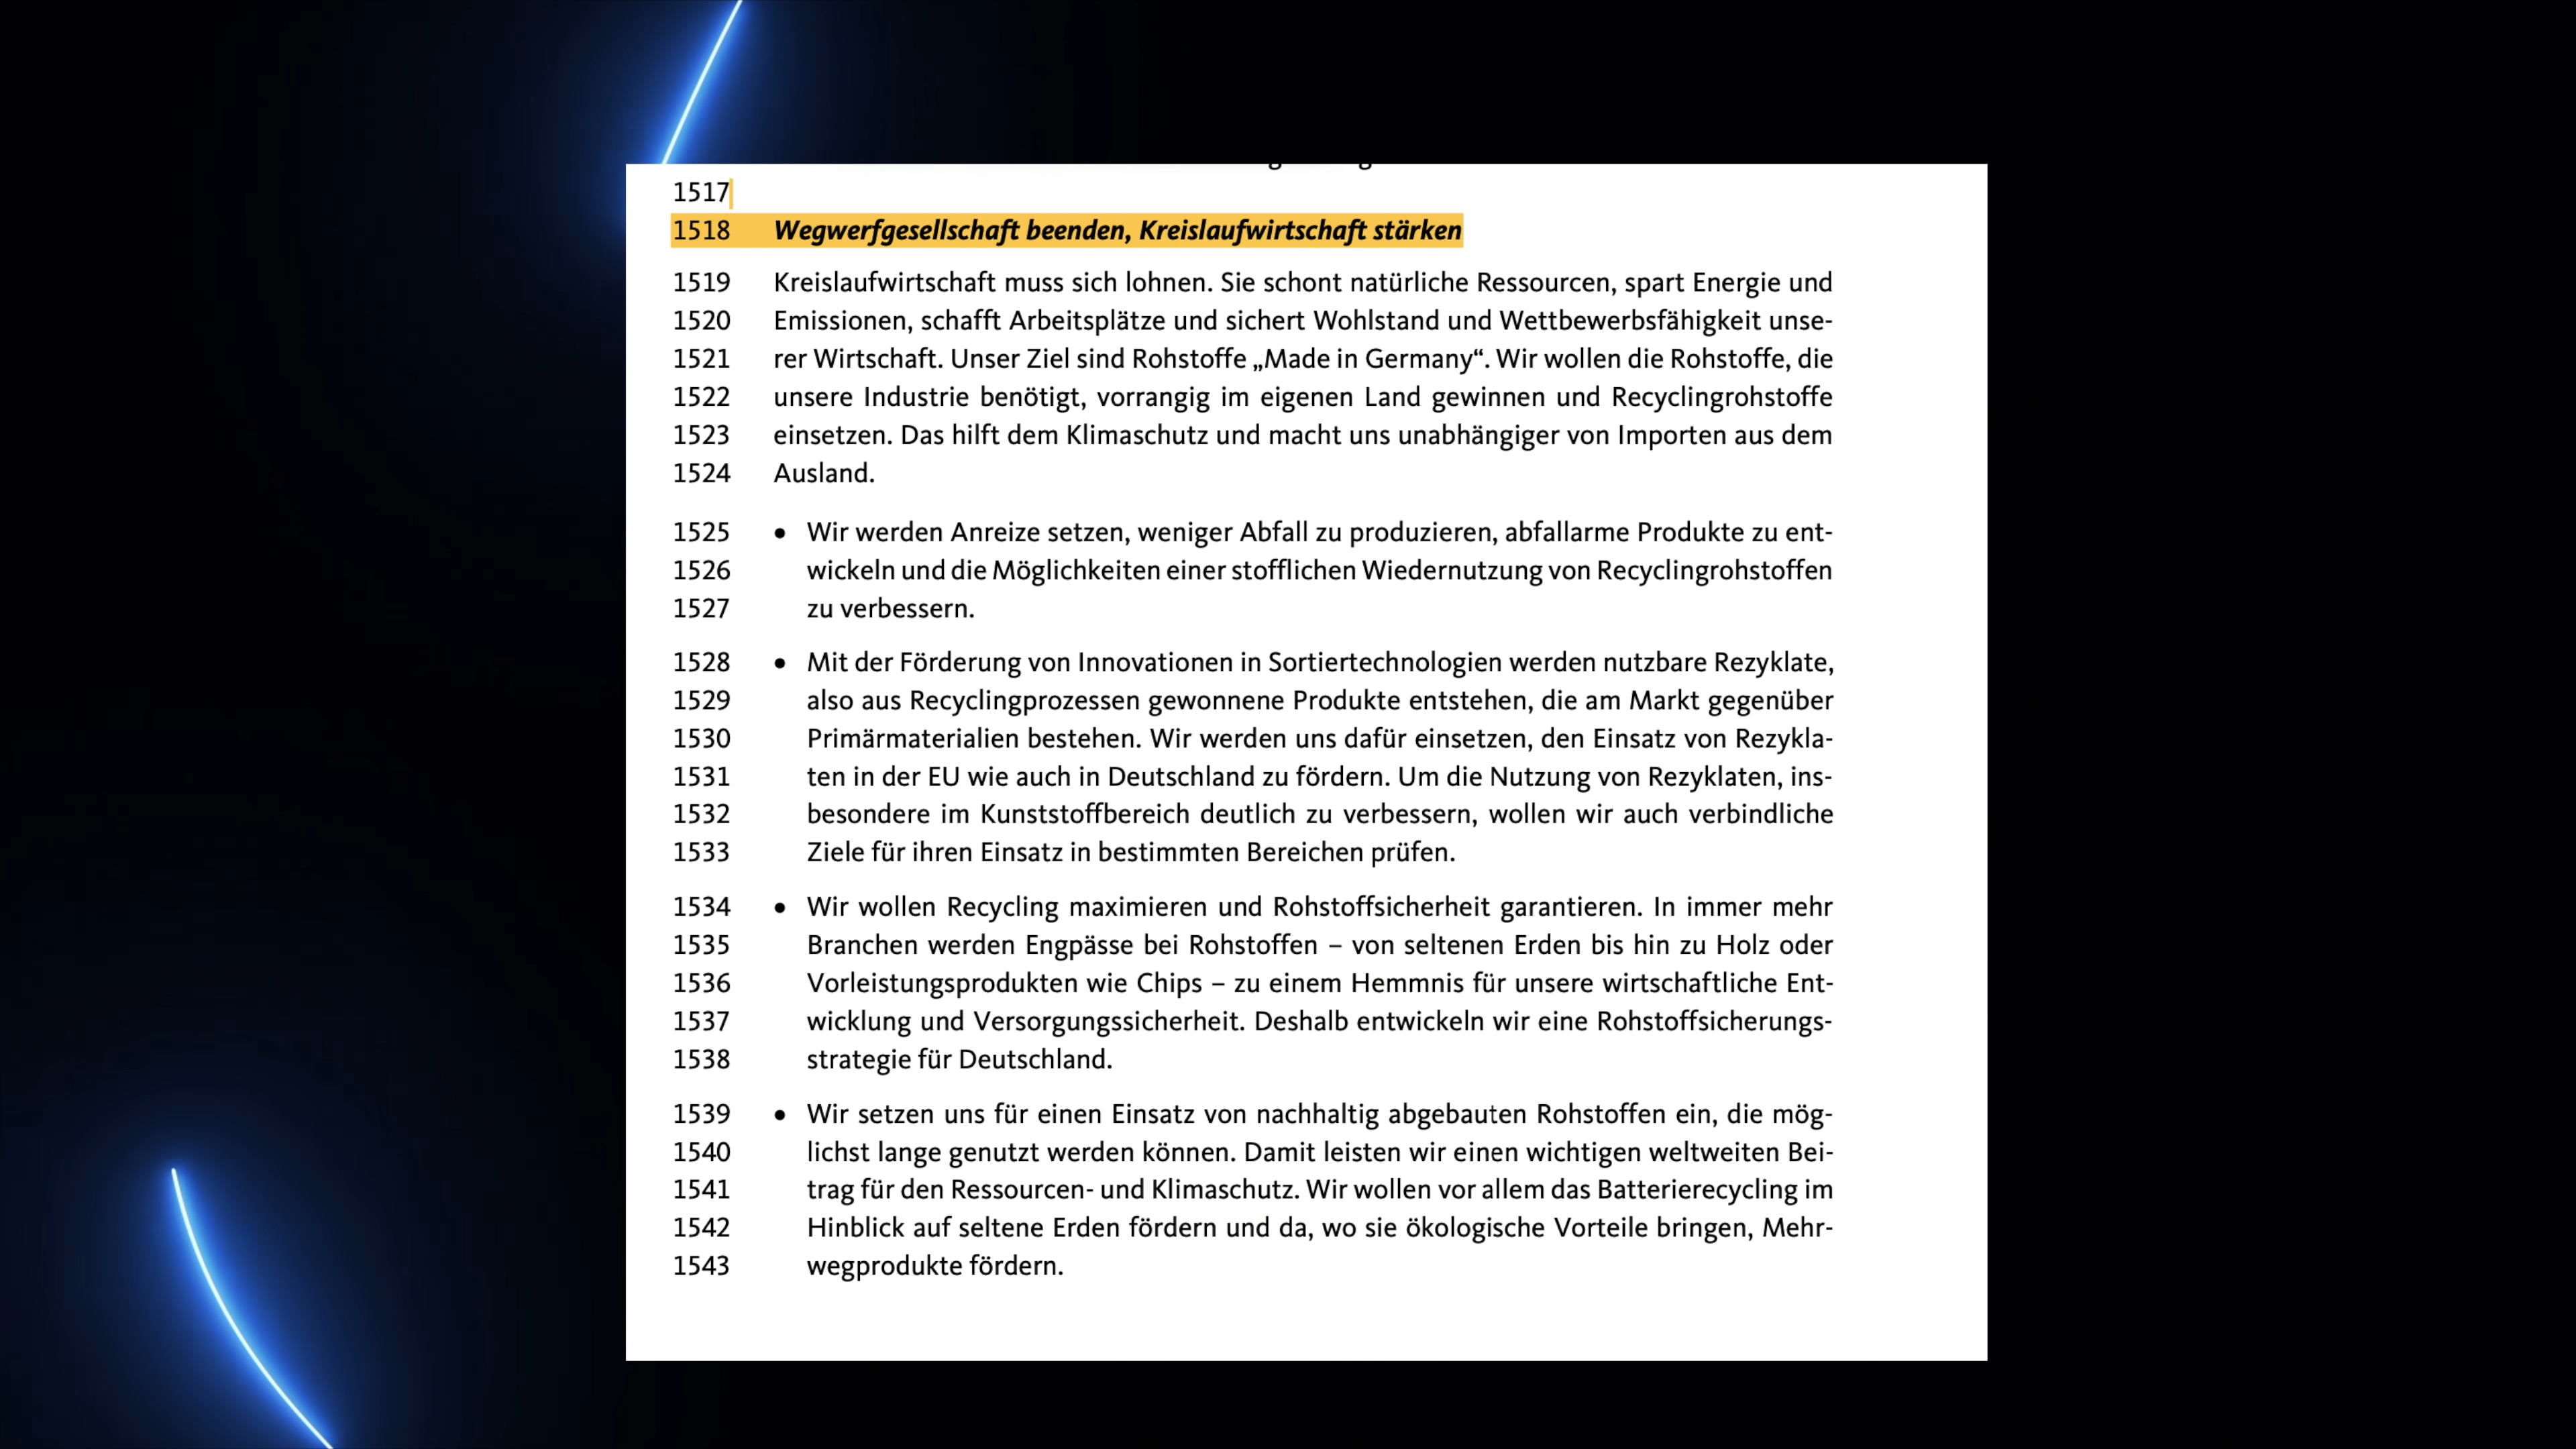 1517
1518 Wegwerfgesellschaft beenden, Kreislaufwirtschaft stärken
1519 Kreislaufwirtschaft muss sich lohnen. Sie schont natürliche Ressourcen, spart Energie und
1520 Emissionen, schafft Arbeitsplätze und sichert Wohlstand und Wettbewerbsfähigkeit unse-
1521 rer Wirtschaft. Unser Ziel sind Rohstoffe „Made in Germany“. Wir wollen die Rohstoffe, die
1522 unsere Industrie benötigt, vorrangig im eigenen Land gewinnen und Recyclingrohstoffe
1523 einsetzen. Das hilft dem Klimaschutz und macht uns unabhängiger von Importen aus dem
1524 Ausland.
1525 • Wir werden Anreize setzen, weniger Abfall zu produzieren, abfallarme Produkte zu ent-
1526 wickeln und die Möglichkeiten einer stofflichen Wiedernutzung von Recyclingrohstoffen
1527 zu verbessern.
1528 • Mit der Förderung von Innovationen in Sortiertechnologien werden nutzbare Rezyklate,
1529 also aus Recyclingprozessen gewonnene Produkte entstehen, die am Markt gegenüber
1530 Primärmaterialien bestehen. Wir werden uns dafür einsetzen, den Einsatz von Rezykla-
1531 ten in der EU wie auch in Deutschland zu fördern. Um die Nutzung von Rezyklaten, ins-
1532 besondere im Kunststoffbereich deutlich zu verbessern, wollen wir auch verbindliche
1533 Ziele für ihren Einsatz in bestimmten Bereichen prüfen.
1534 • Wir wollen Recycling maximieren und Rohstoffsicherheit garantieren. In immer mehr
1535 Branchen werden Engpässe bei Rohstoffen – von seltenen Erden bis hin zu Holz oder
1536 Vorleistungsprodukten wie Chips – zu einem Hemmnis für unsere wirtschaftliche Ent-
1537 wicklung und Versorgungssicherheit. Deshalb entwickeln wir eine Rohstoffsicherungs-
1538 strategie für Deutschland.
1539 • Wir setzen uns für einen Einsatz von nachhaltig abgebauten Rohstoffen ein, die mög-
1540 lichst lange genutzt werden können. Damit leisten wir einen wichtigen weltweiten Bei-
1541 trag für den Ressourcen- und Klimaschutz. Wir wollen vor allem das Batterierecycling im
1542 Hinblick auf seltene Erden fördern und da, wo sie ökologische Vorteile bringen, Mehr-
1543 wegprodukte fördern.